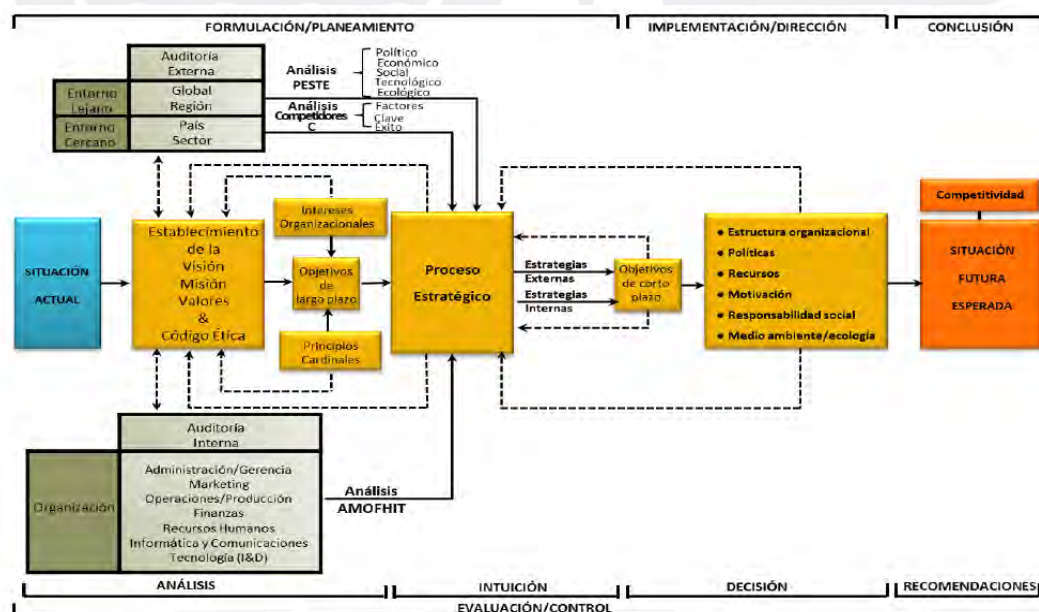 FORMULACIÓN/PLANEAMIENTO
IMPLEMENTACIÓN/DIRECCIÓN
CONCLUSIÓN
Auditoría
Externa
Entorno
Lejano
Global
Región
Entorno
Cercano
País
Sector
Análisis
PESTE
Político
Económico
Social
Tecnológico
Ecológico
Análisis
Competidores
C
Factores
Clave
Éxito
SITUACIÓN
ACTUAL
Establecimiento
de la
Visión
Misión
Valores
&
Código Ética
Intereses
Organizacionales
Objetivos
de
largo plazo
Principios
Cardinales
Proceso
Estratégico
Estrategias
Externas
Estrategias
Internas
Objetivos
de corto
plazo
• Estructura organizacional
• Políticas
• Recursos
• Motivación
• Responsabilidad social
• Medio ambiente/ecología
Competitividad
SITUACIÓN
FUTURA
ESPERADA
Auditoría
Interna
Organización
Administración/Gerencia
Marketing
Operaciones/Producción
Finanzas
Recursos Humanos
Informática y Comunicaciones
Tecnología (I&D)
Análisis
AMOFHIT
ANÁLISIS
INTUICIÓN
DECISIÓN
RECOMENDACIONES
EVALUACIÓN/CONTROL